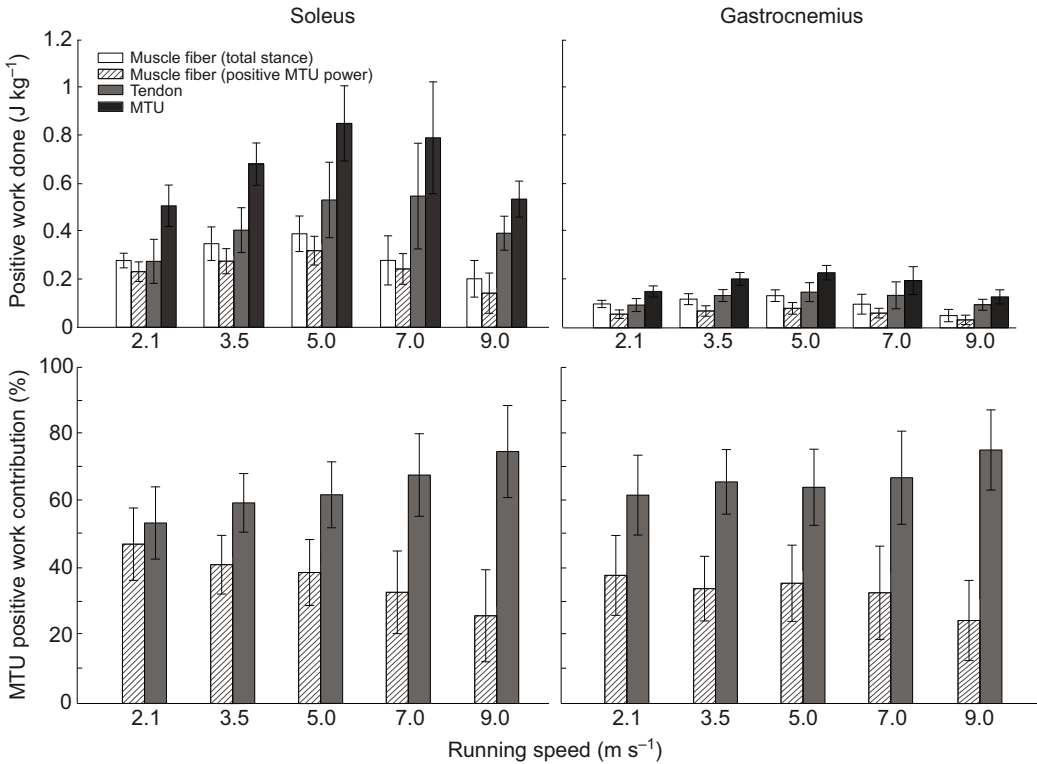 Soleus
Gastrocnemius
Positive work done (J kg⁻¹)
1.2
1
0.8
0.6
0.4
0.2
0
Muscle fiber (total stance)
Muscle fiber (positive MTU power)
Tendon
MTU
2.1 3.5 5.0 7.0 9.0
2.1 3.5 5.0 7.0 9.0
MTU positive work contribution (%)
100
80
60
40
20
0
2.1 3.5 5.0 7.0 9.0
2.1 3.5 5.0 7.0 9.0
Running speed (m s⁻¹)